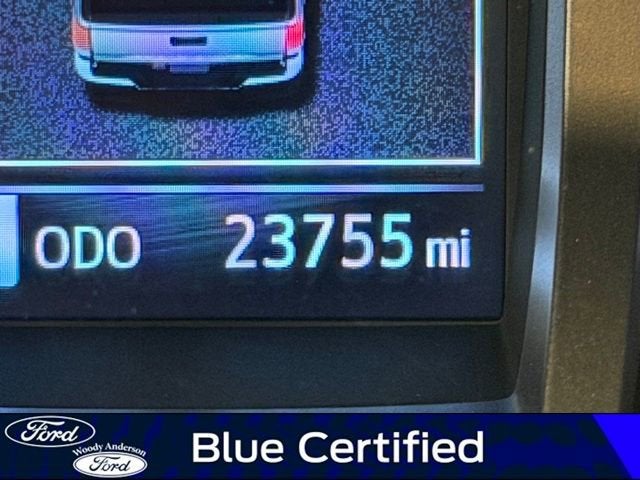 ODO 23755 mi
Ford
Woody Anderson
Ford
Blue Certified